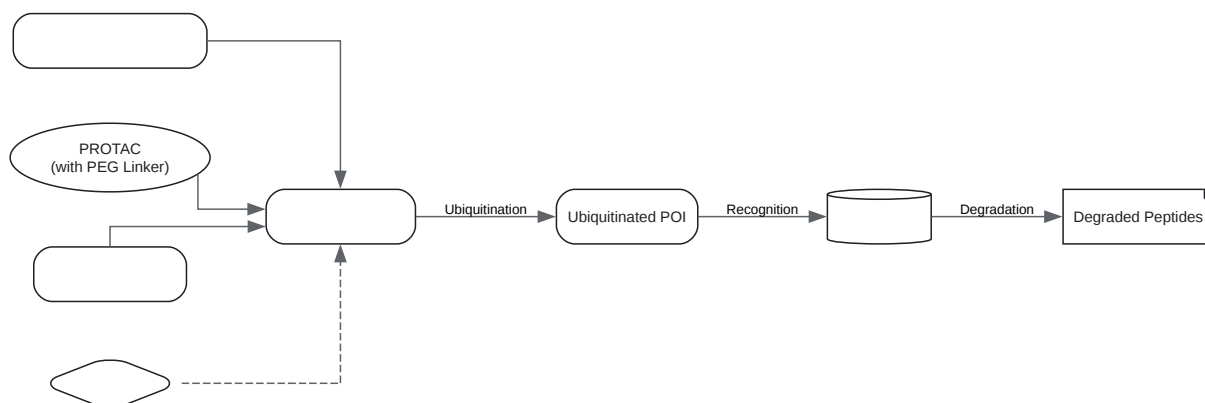 PROTAC
(with PEG Linker)
Ubiquitination
Ubiquitinated POI
Recognition
Degradation
Degraded Peptides